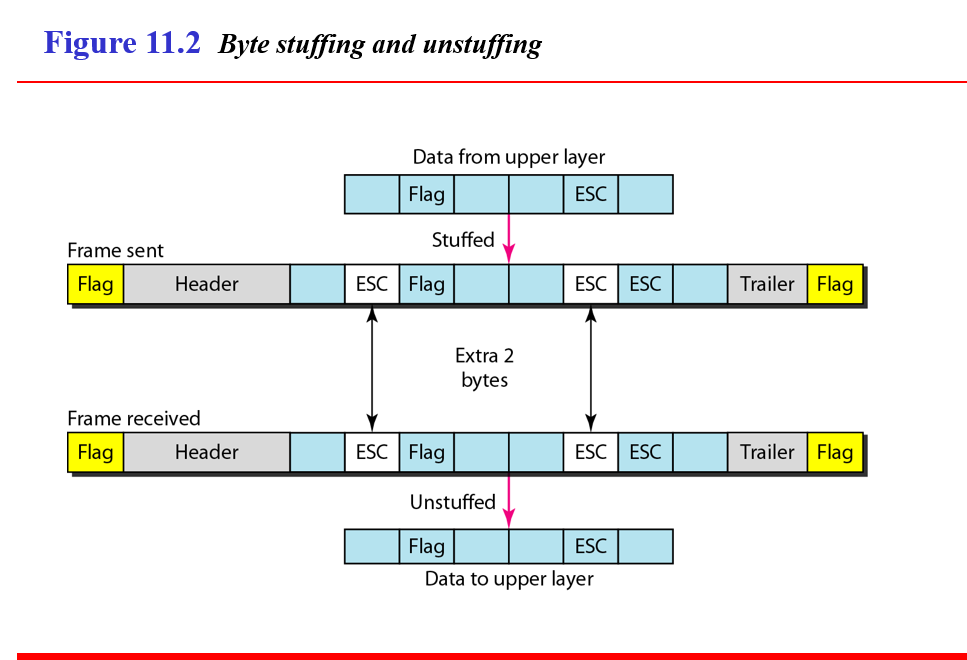 Figure 11.2 Byte stuffing and unstuffing
Data from upper layer
Flag ESC
Stuffed
Frame sent
Flag Header ESC Flag ESC ESC Trailer Flag
Extra 2
bytes
Frame received
Flag Header ESC Flag ESC ESC Trailer Flag
Unstuffed
Flag ESC
Data to upper layer